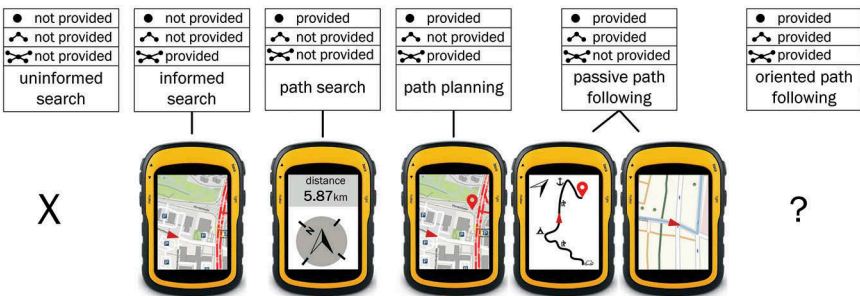 not provided
not provided
not provided
uninformed
search
not provided
not provided
provided
informed
search
provided
not provided
not provided
path search
provided
not provided
provided
path planning
provided
provided
not provided
passive path
following
provided
provided
provided
oriented path
following
X
distance
5.87km
N
?